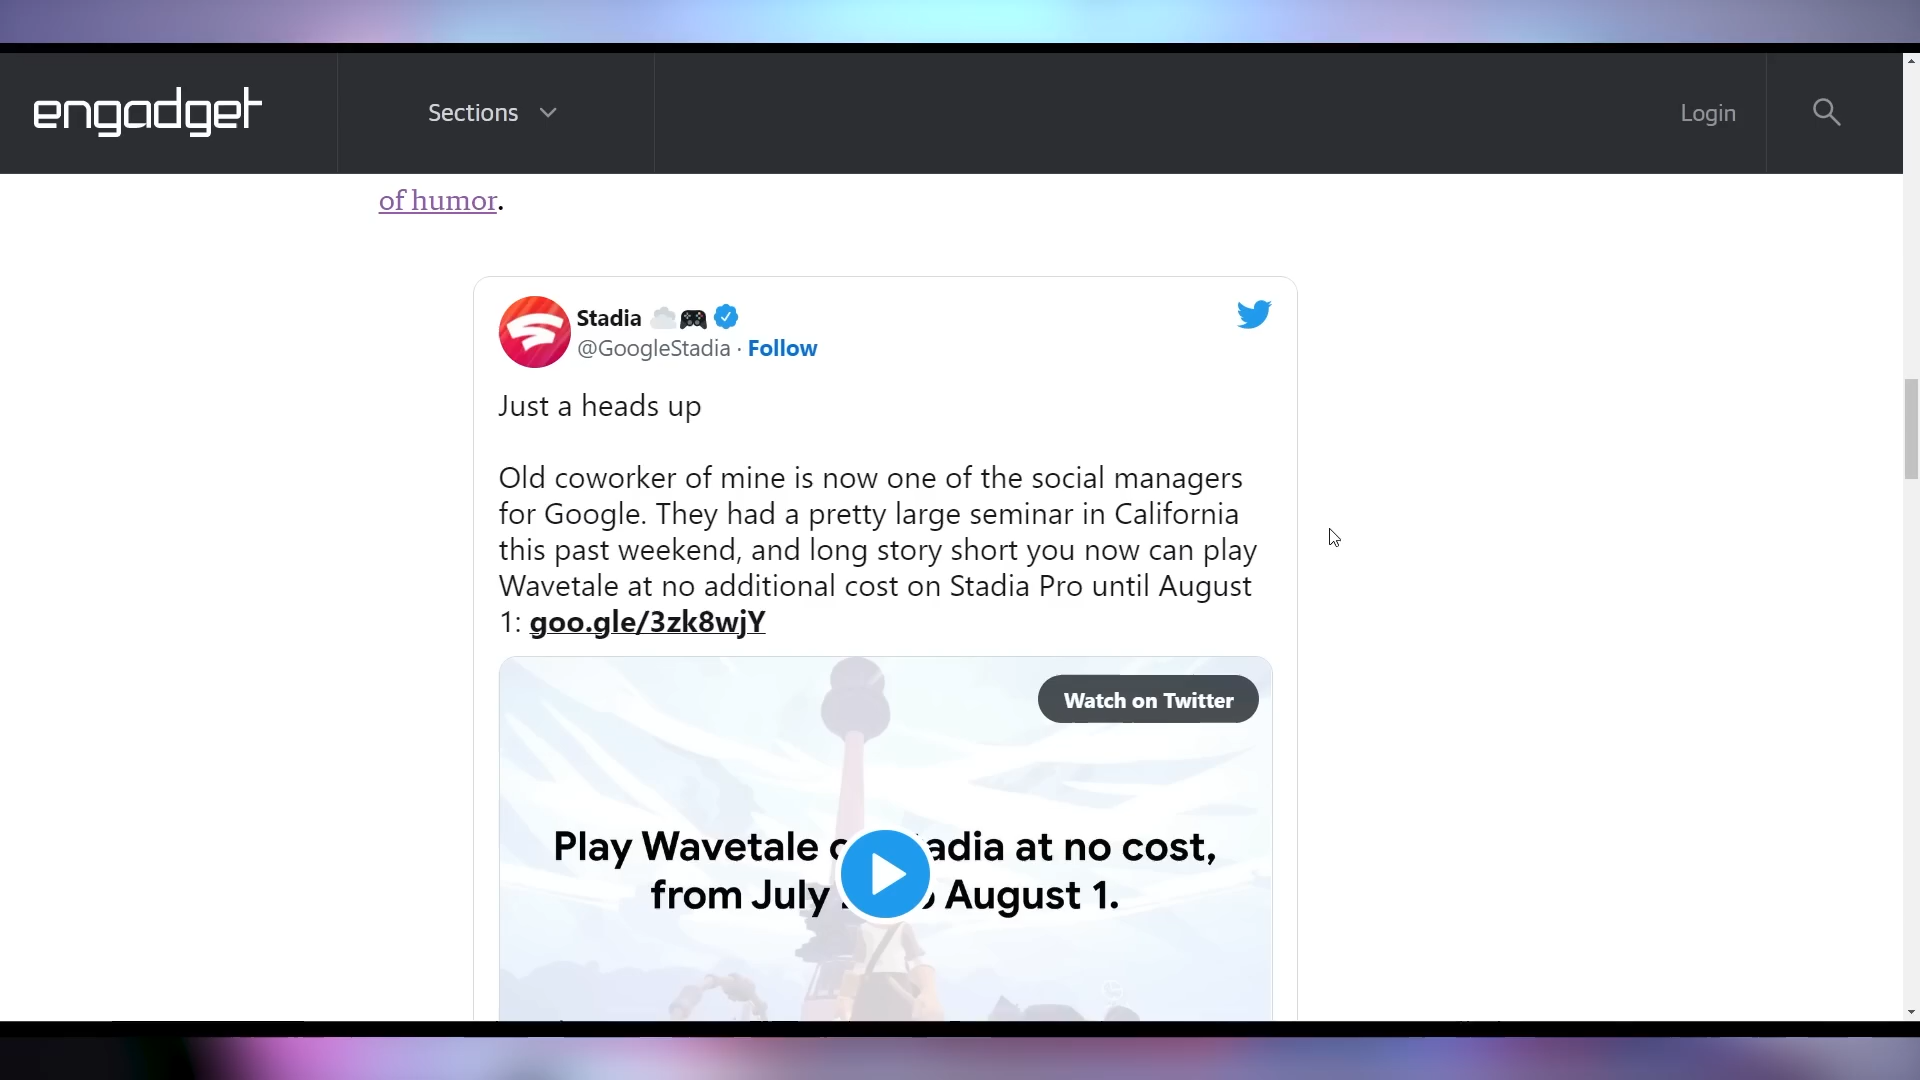 engadget
Sections
Login
of humor.
Stadia
@GoogleStadia · Follow
Just a heads up
Old coworker of mine is now one of the social managers
for Google. They had a pretty large seminar in California
this past weekend, and long story short you now can play
Wavetale at no additional cost on Stadia Pro until August
1: goo.gle/3zk8wjY
Watch on Twitter
Play Wavetale adia at no cost,
from July August 1.